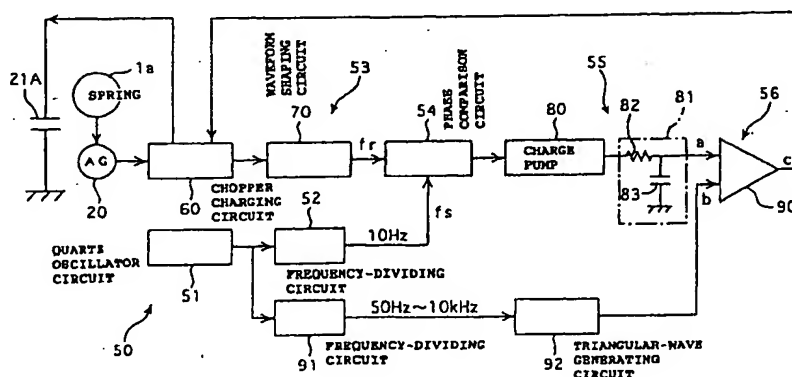 21A
1a
SPRING
AG
20
60
CHOPPER
CHARGING
CIRCUIT
WAVEFORM
SHAPING
CIRCUIT
70
53
fr
54
PHASE
COMPARISON
CIRCUIT
fs
80
CHARGE
PUMP
55
82
81
83
a
b
56
c
90
QUARTS
OSCILLATOR
CIRCUIT
51
50
52
10Hz
FREQUENCY-DIVIDING
CIRCUIT
91
50Hz~10kHz
FREQUENCY-DIVIDING
CIRCUIT
92
TRIANGULAR-WAVE
GENERATING
CIRCUIT